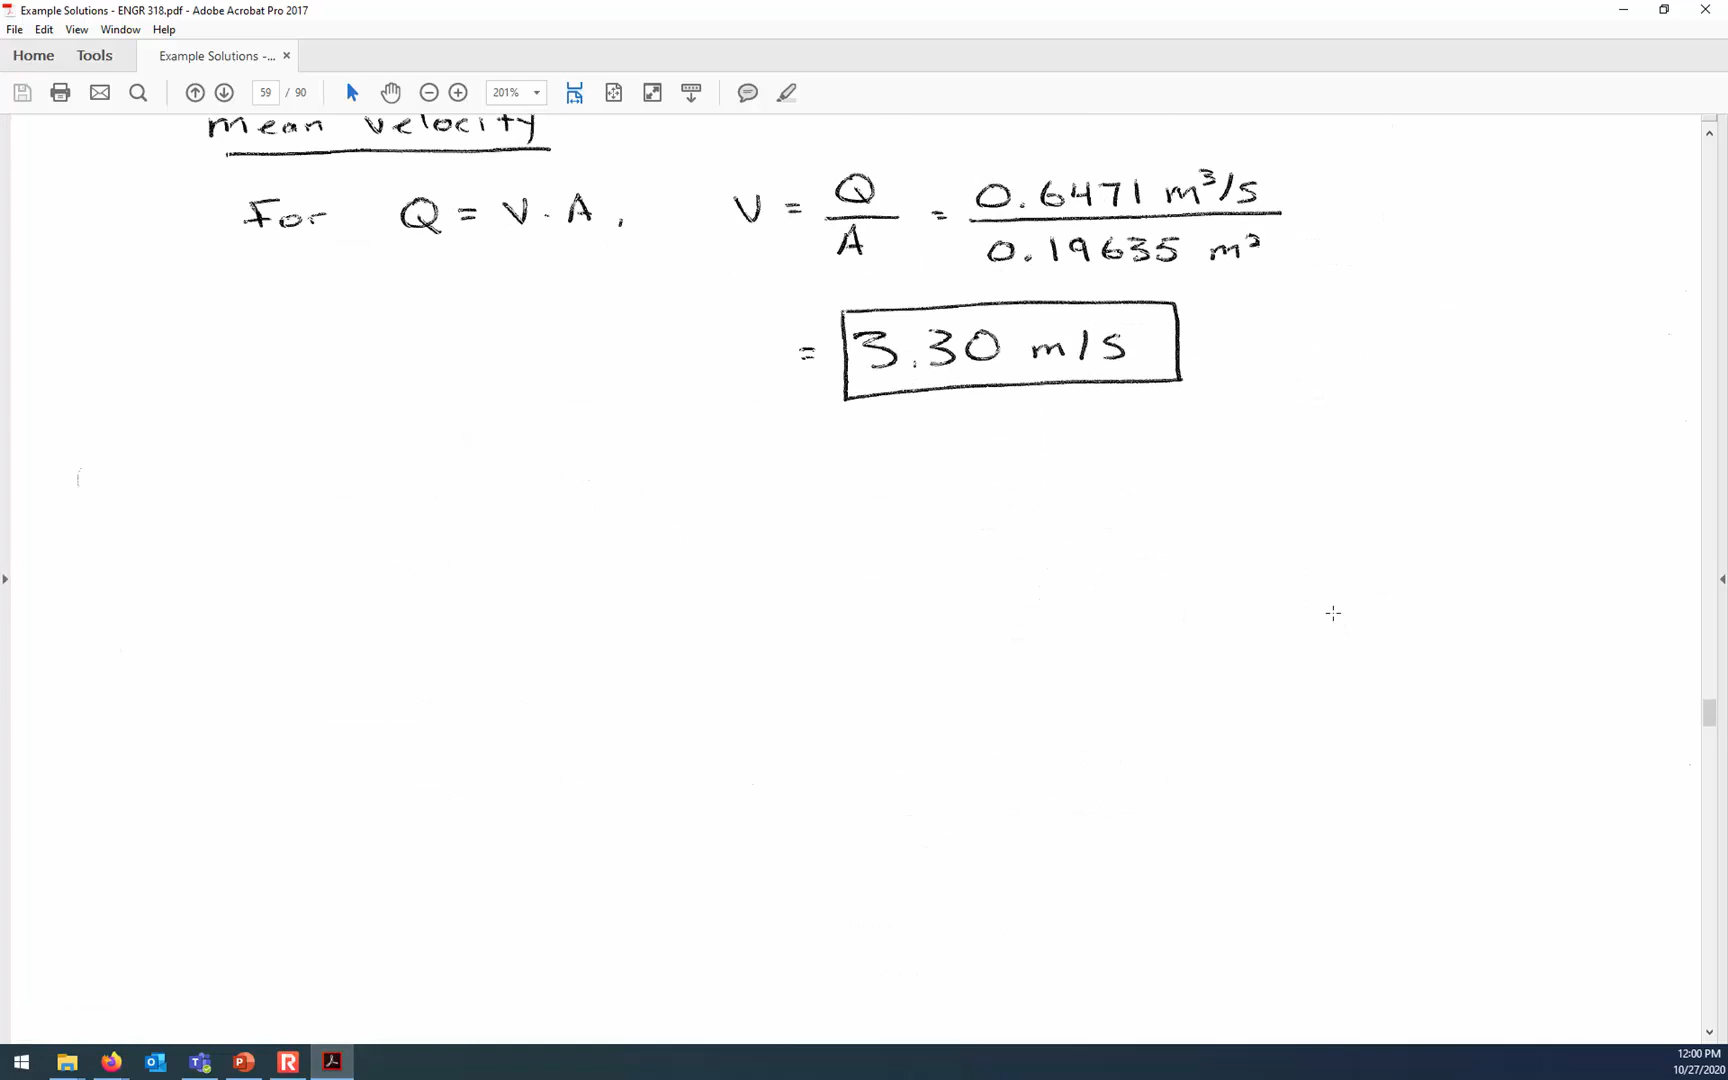 Example Solutions - ENGR 318.pdf - Adobe Acrobat Pro 2017
File Edit View Window Help
Home Tools Example Solutions -... ×
59 / 90 201%
mean velocity
For Q = V · A , V = Q / A = 0.6471 m³/s / 0.19635 m²
= 3.30 m/s
12:00 PM
10/27/2020